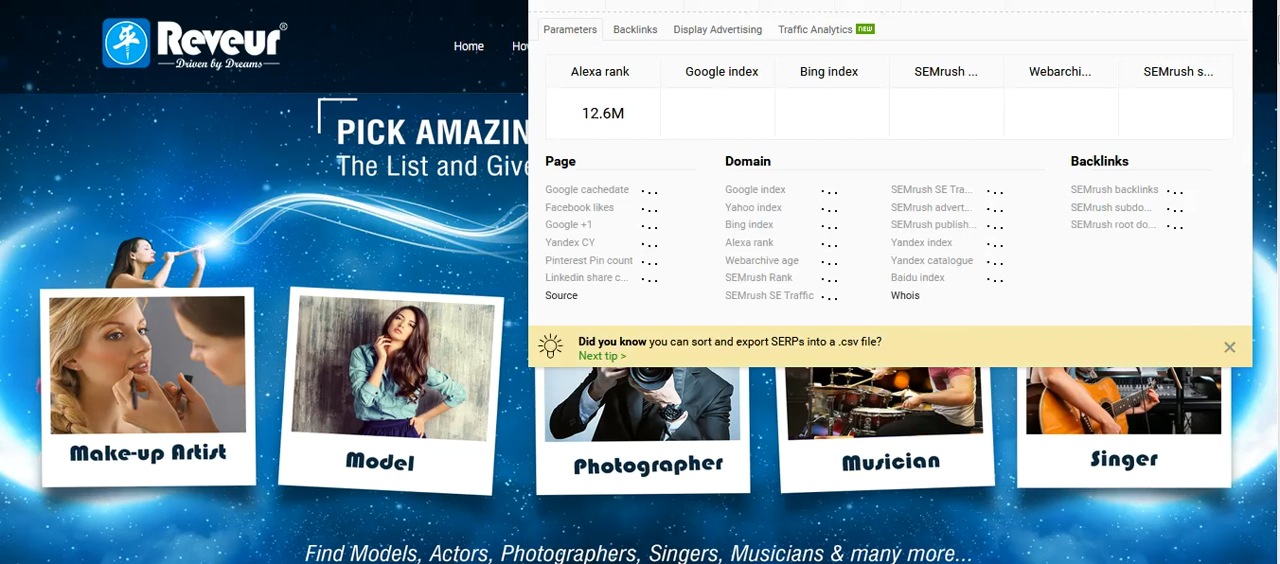 Reveur®
Driven by Dreams
Home
PICK AMAZIN
The List and Give
Parameters Backlinks Display Advertising Traffic Analytics NEW
Alexa rank Google index Bing index SEMrush ... Webarchi... SEMrush s...
12.6M
Page
Google cachedate
Facebook likes
Google +1
Yandex CY
Pinterest Pin count
Linkedin share c...
Source
Domain
Google index
Yahoo index
Bing index
Alexa rank
Webarchive age
SEMrush Rank
SEMrush SE Traffic
SEMrush SE Tra...
SEMrush advert...
SEMrush publish...
Yandex index
Yandex catalogue
Baidu index
Whois
Backlinks
SEMrush backlinks
SEMrush subdo...
SEMrush root do...
Did you know you can sort and export SERPs into a .csv file?
Next tip >
Make-up Artist
Model
Photographer
Musician
Singer
Find Models, Actors, Photographers, Singers, Musicians & many more...